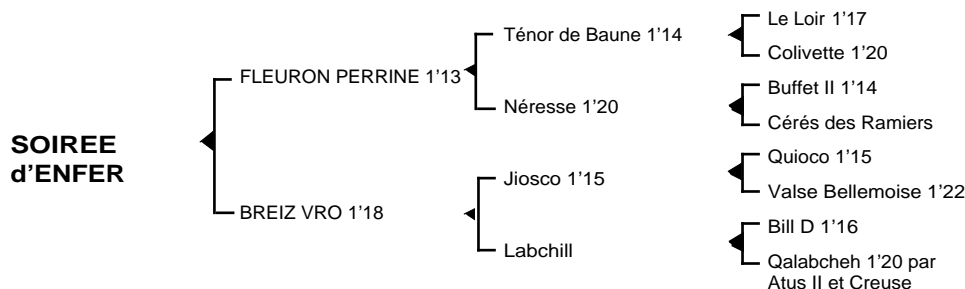 SOIREE
d'ENFER
FLEURON PERRINE 1'13
BREIZ VRO 1'18
Ténor de Baune 1'14
Néresse 1'20
Jiosco 1'15
Labchill
Le Loir 1'17
Colivette 1'20
Buffet II 1'14
Cérés des Ramiers
Quioco 1'15
Valse Bellemoise 1'22
Bill D 1'16
Qalabcheh 1'20 par
Atus II et Creuse